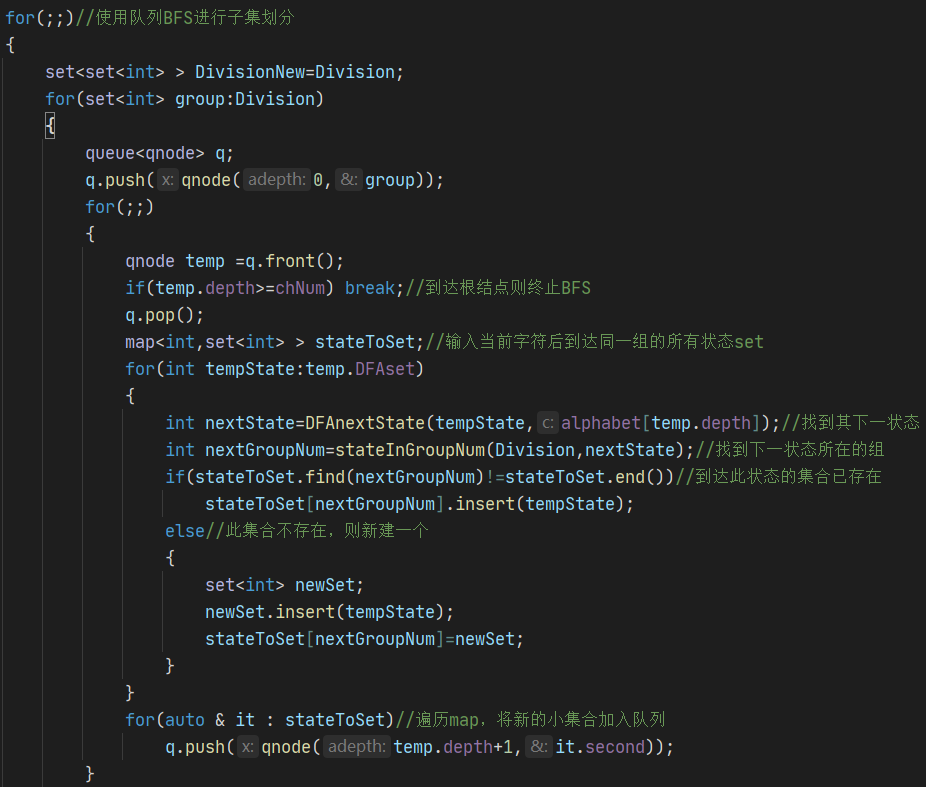 for(;;)//使用队列BFS进行子集划分
{
    set<set<int> > DivisionNew=Division;
    for(set<int> group:Division)
    {
        queue<qnode> q;
        q.push( x: qnode( adepth: 0, &: group));
        for(;;)
        {
            qnode temp =q.front();
            if(temp.depth>=chNum) break;//到达根结点则终止BFS
            q.pop();
            map<int,set<int> > stateToSet;//输入当前字符后到达同一组的所有状态set
            for(int tempState:temp.DFAset)
            {
                int nextState=DFAnextState(tempState, c: alphabet[temp.depth]);//找到其下一状态
                int nextGroupNum=stateInGroupNum(Division,nextState);//找到下一状态所在的组
                if(stateToSet.find(nextGroupNum)!=stateToSet.end())//到达此状态的集合已存在
                    stateToSet[nextGroupNum].insert(tempState);
                else//此集合不存在，则新建一个
                {
                    set<int> newSet;
                    newSet.insert(tempState);
                    stateToSet[nextGroupNum]=newSet;
                }
            }
            for(auto & it : stateToSet)//遍历map，将新的小集合加入队列
                q.push( x: qnode( adepth: temp.depth+1, &: it.second));
        }